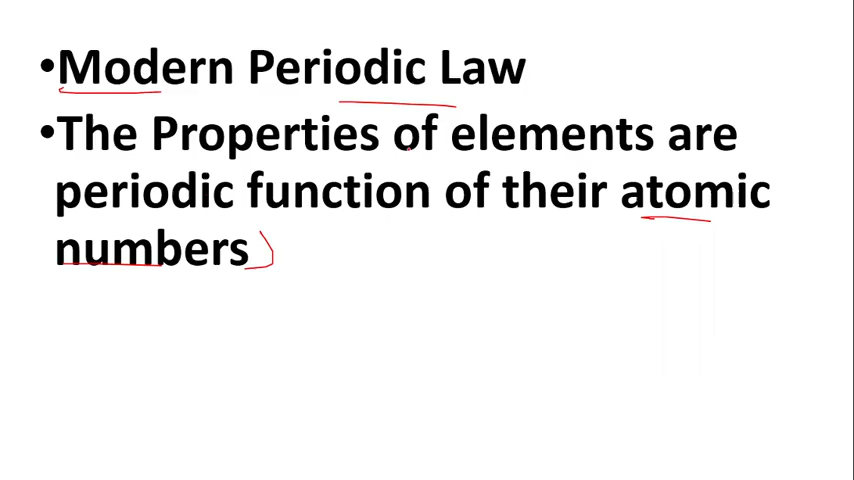 •Modern Periodic Law
•The Properties of elements are
periodic function of their atomic
numbers